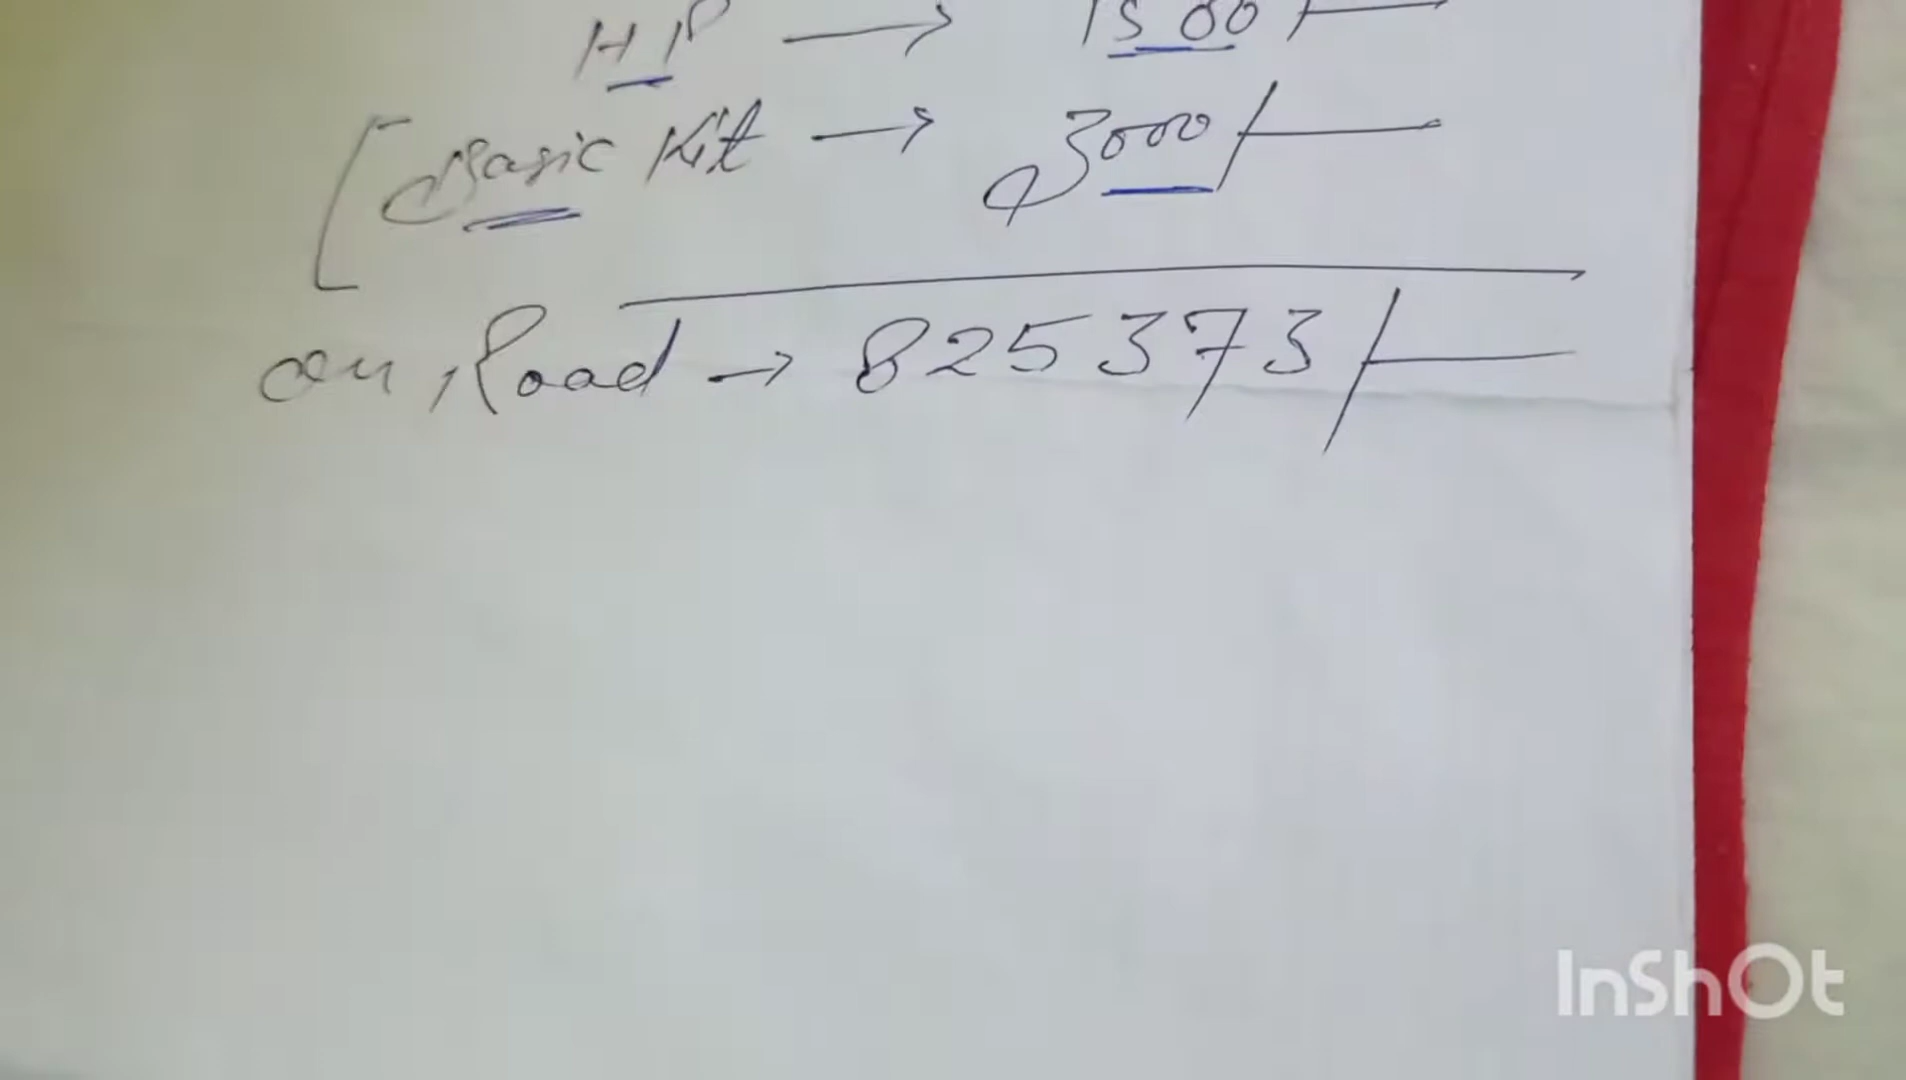 HP → 1500/-
[Basic Kit → 3000/-
on Road → 825373/-
InShOt